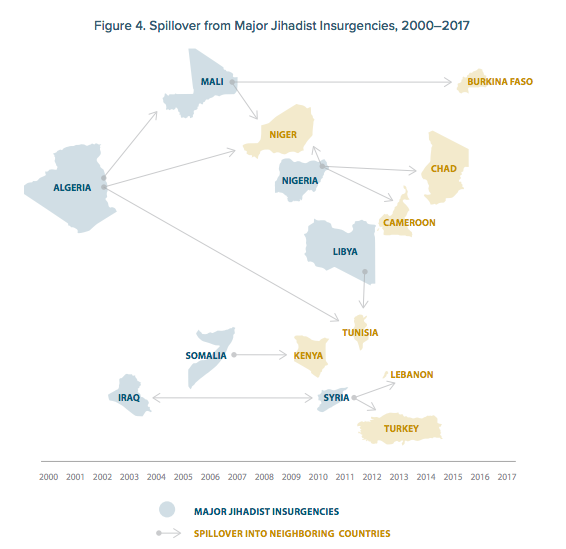 Figure 4. Spillover from Major Jihadist Insurgencies, 2000–2017
MALI
BURKINA FASO
NIGER
CHAD
NIGERIA
ALGERIA
CAMEROON
LIBYA
TUNISIA
SOMALIA
KENYA
LEBANON
IRAQ
SYRIA
TURKEY
2000 2001 2002 2003 2004 2005 2006 2007 2008 2009 2010 2011 2012 2013 2014 2015 2016 2017
MAJOR JIHADIST INSURGENCIES
SPILLOVER INTO NEIGHBORING COUNTRIES